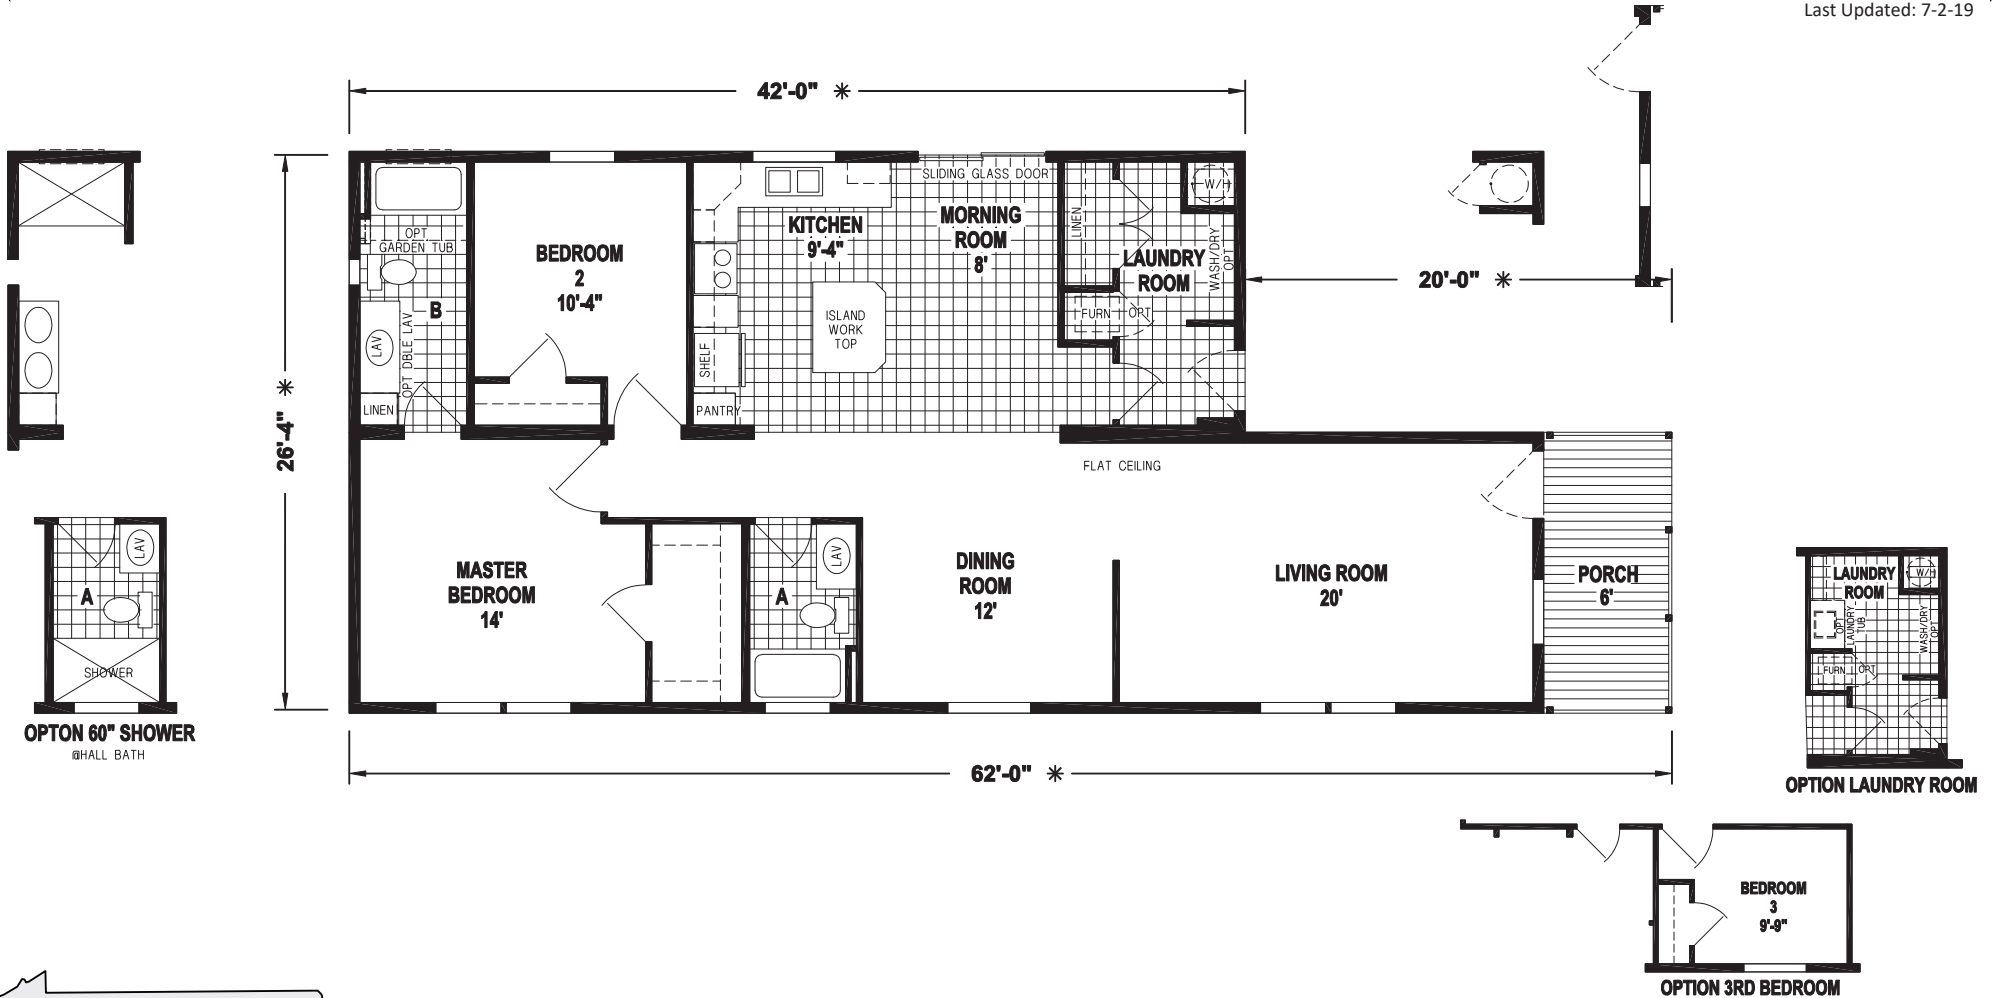 Last Updated: 7-2-19
42'-0" ✳
SLIDING GLASS DOOR
W/H
OPT
GARDEN TUB
BEDROOM
2
10'-4"
KITCHEN
9'-4"
MORNING
ROOM
8'
LINEN
LAUNDRY
ROOM
WASH/DRY
OPT
20'-0" ✳
B
LAV
OPT DBLE LAV
LINEN
ISLAND
WORK
TOP
SHELF
PANTRY
FURN
OPT
26'-4" ✳
FLAT CEILING
MASTER
BEDROOM
14'
LAV
A
DINING
ROOM
12'
LIVING ROOM
20'
PORCH
6'
62'-0" ✳
LAV
A
SHOWER
OPTON 60" SHOWER
@HALL BATH
LAUNDRY
ROOM
W/H
OPT
LAUNDRY
TUB
WASH/DRY
OPT
FURN
OPT
OPTION LAUNDRY ROOM
BEDROOM
3
9'-9"
OPTION 3RD BEDROOM